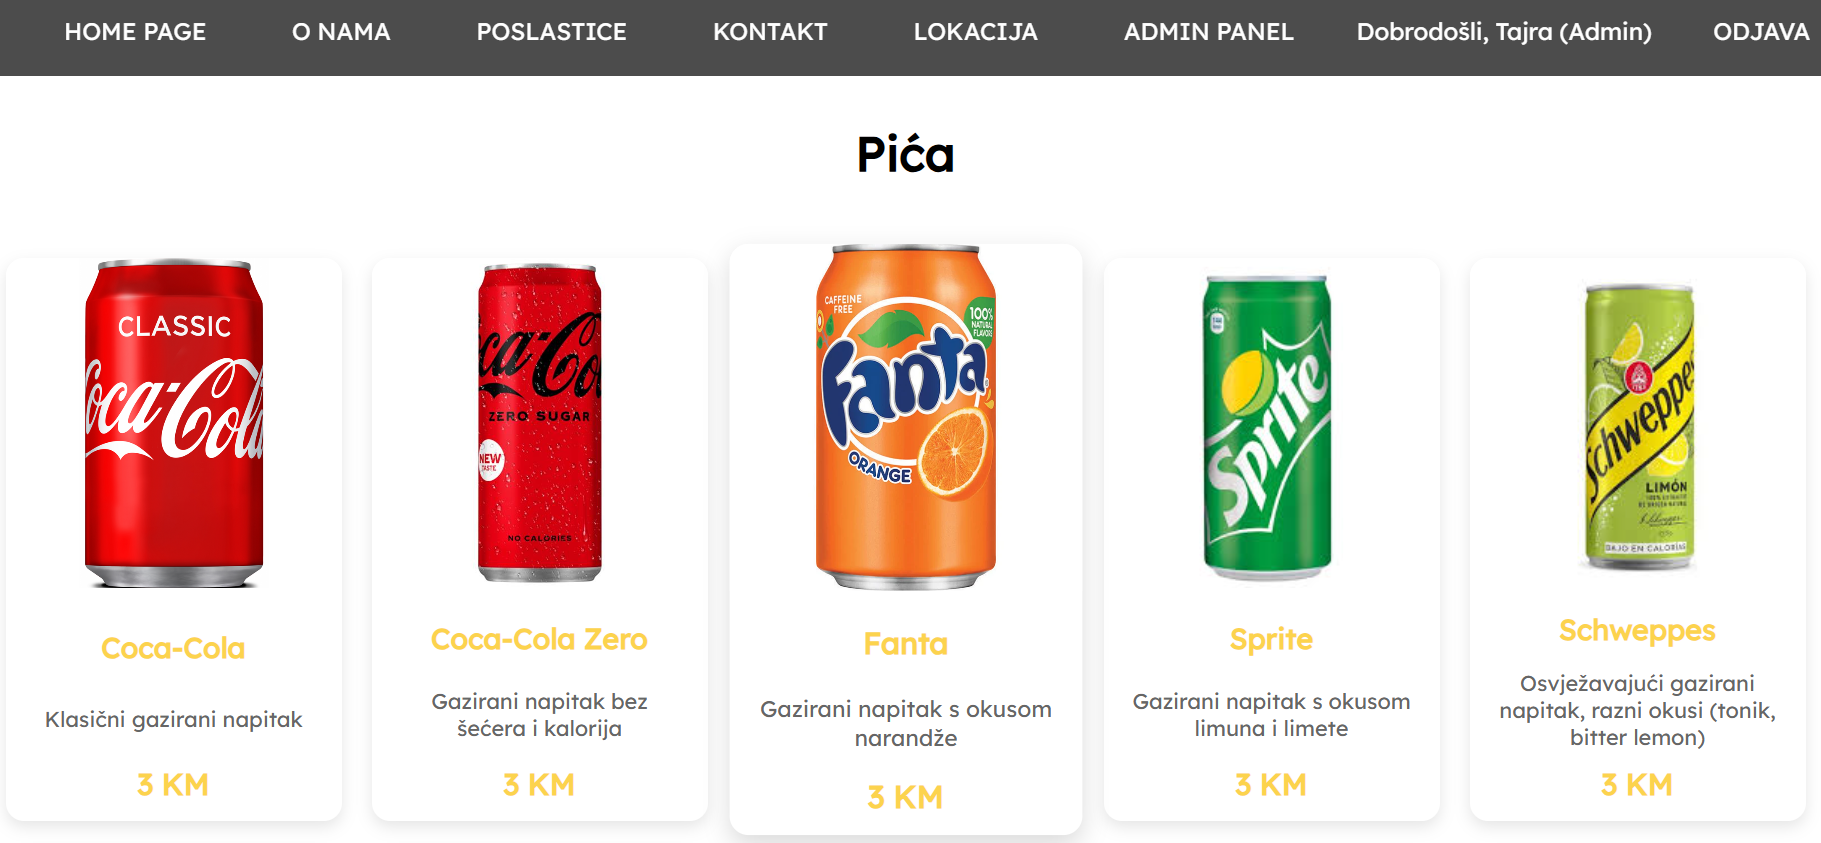 HOME PAGE O NAMA POSLASTICE KONTAKT LOKACIJA ADMIN PANEL Dobrodošli, Tajra (Admin) ODJAVA
Pića
CLASSIC
Coca-Cola
Coca-Cola
Klasični gazirani napitak
3 KM
ca-Co
ZERO SUGAR
NEW
TASTE
NO CALORIES
Coca-Cola Zero
Gazirani napitak bez
šećera i kalorija
3 KM
CAFFEINE
FREE
100%
NATURAL
FLAVORS
Fanta
ORANGE
Fanta
Gazirani napitak s okusom
narandže
3 KM
Sprite
Sprite
Gazirani napitak s okusom
limuna i limete
3 KM
Schweppes
LIMÓN
BAJO EN CALORÍAS
Schweppes
Osvježavajući gazirani
napitak, razni okusi (tonik,
bitter lemon)
3 KM